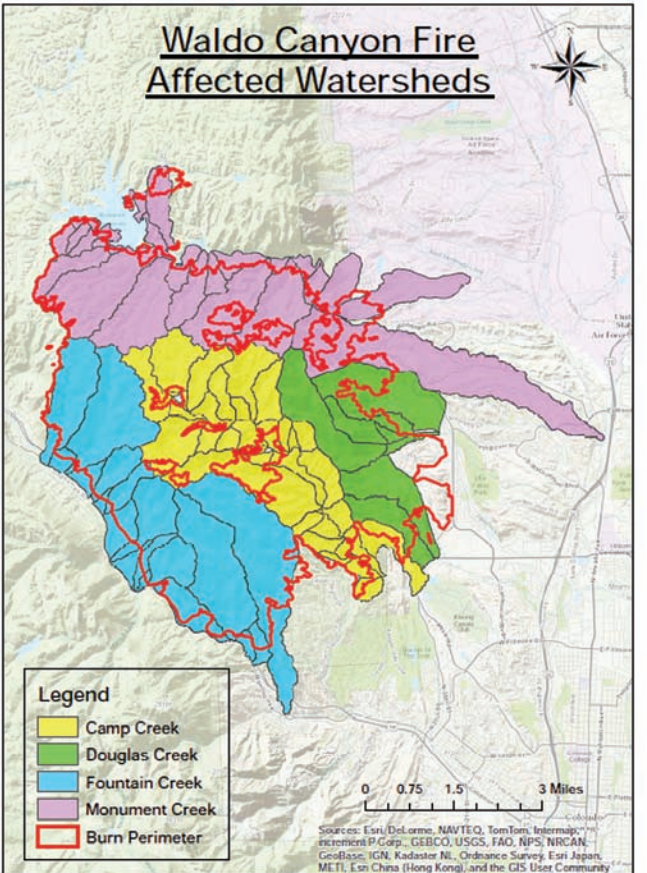 Waldo Canyon Fire
Affected Watersheds
Legend
Camp Creek
Douglas Creek
Fountain Creek
Monument Creek
Burn Perimeter
0 0.75 1.5 3 Miles
Sources: Esri, DeLorme, NAVTEQ, TomTom, Intermap,
increment P Corp., GEBCO, USGS, FAO, NPS, NRCAN,
GeoBase, IGN, Kadaster NL, Ordnance Survey, Esri Japan,
METI, Esri China (Hong Kong), and the GIS User Community